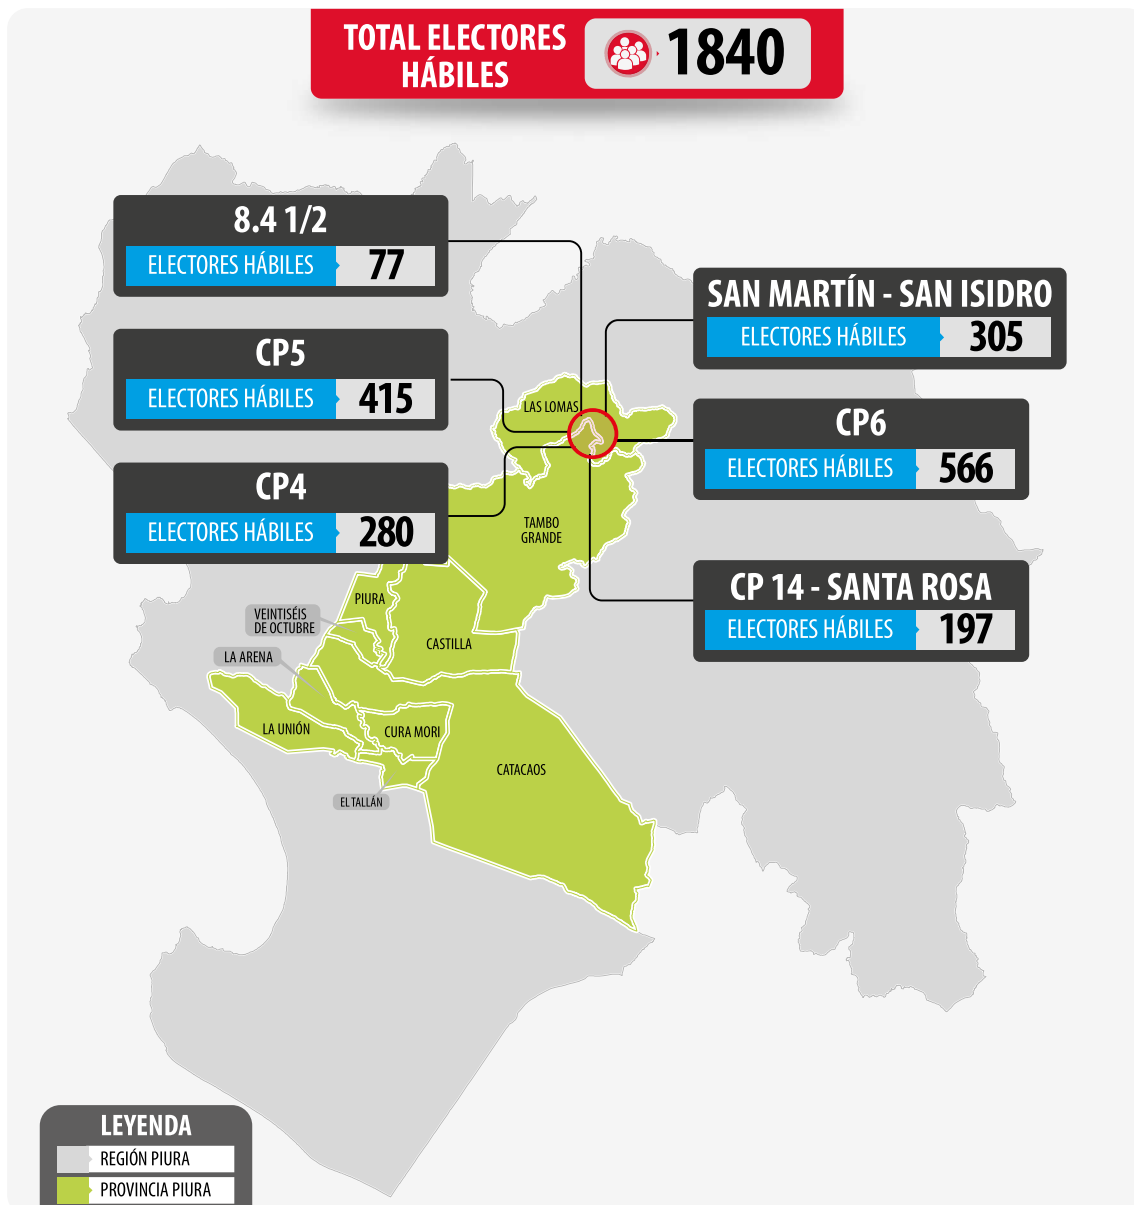 TOTAL ELECTORES
HÁBILES
1840
8.4 1/2
ELECTORES HÁBILES 77
CP5
ELECTORES HÁBILES 415
CP4
ELECTORES HÁBILES 280
SAN MARTÍN - SAN ISIDRO
ELECTORES HÁBILES 305
CP6
ELECTORES HÁBILES 566
CP 14 - SANTA ROSA
ELECTORES HÁBILES 197
LAS LOMAS
TAMBO
GRANDE
PIURA
VEINTISÉIS
DE OCTUBRE
CASTILLA
LA ARENA
LA UNIÓN
CURA MORI
CATACAOS
EL TALLÁN
LEYENDA
REGIÓN PIURA
PROVINCIA PIURA